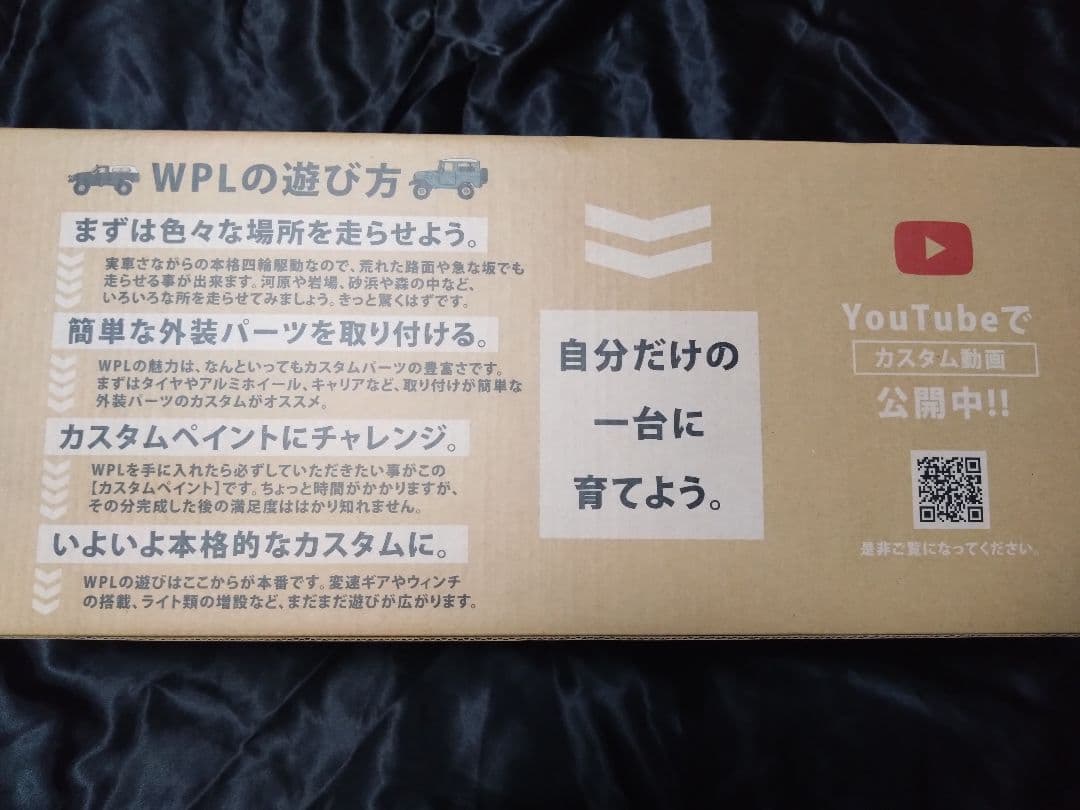 WPLの遊び方
まずは色々な場所を走らせよう。
実車さながらの本格四輪駆動なので、荒れた路面や急な坂でも
走らせる事が出来ます。河原や岩場、砂浜や森の中など、
いろいろな所を走らせてみましょう。きっと驚くはずです。
簡単な外装パーツを取り付ける。
WPLの魅力は、なんといってもカスタムパーツの豊富さです。
まずはタイヤやアルミホイール、キャリアなど、取り付けが簡単な
外装パーツのカスタムがオススメ。
カスタムペイントにチャレンジ。
WPLを手に入れたら必ずしていただきたい事がこの
【カスタムペイント】です。ちょっと時間がかかりますが、
その分完成した後の満足度ははかり知れません。
いよいよ本格的なカスタムに。
WPLの遊びはここからが本番です。変速ギアやウィンチ
の搭載、ライト類の増設など、まだまだ遊びが広がります。
自分だけの
一台に
育てよう。
YouTubeで
カスタム動画
公開中!!
是非ご覧になってください。